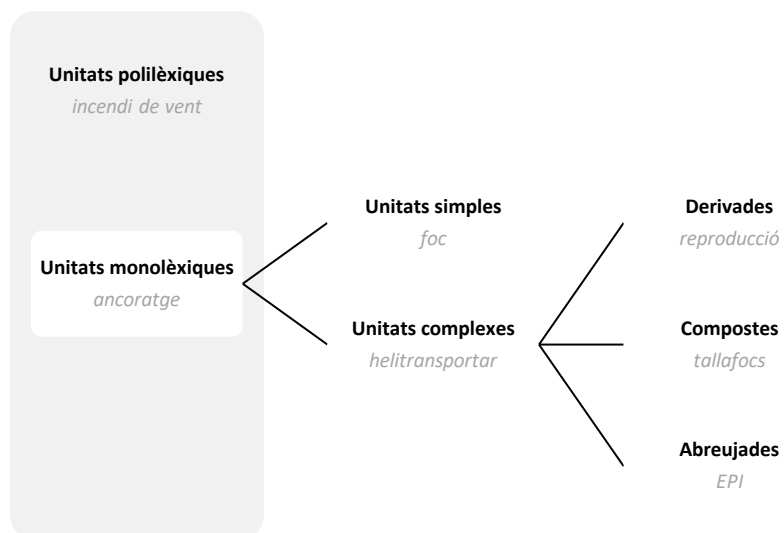 Unitats polilèxiques
incendi de vent
Unitats monolèxiques
ancoratge
Unitats simples
foc
Unitats complexes
helitransportar
Derivades
reproducció
Compostes
tallafocs
Abreujades
EPI